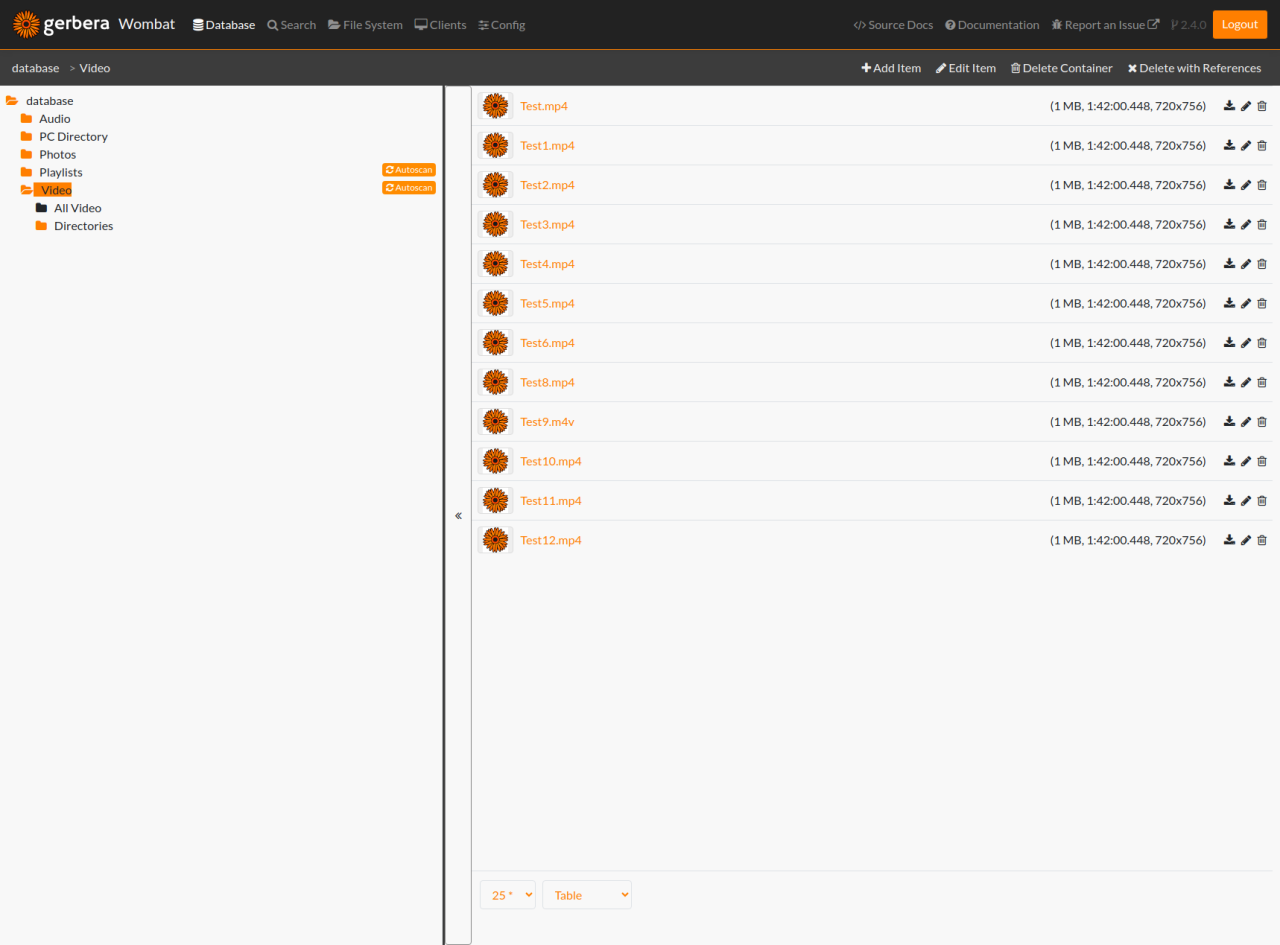 gerbera Wombat Database Search File System Clients Config Source Docs Documentation Report an Issue 2.4.0 Logout
database > Video Add Item Edit Item Delete Container Delete with References
database
Audio
PC Directory
Photos
Playlists Autoscan
Video Autoscan
All Video
Directories
«
Test.mp4 (1 MB, 1:42:00.448, 720x756)
Test1.mp4 (1 MB, 1:42:00.448, 720x756)
Test2.mp4 (1 MB, 1:42:00.448, 720x756)
Test3.mp4 (1 MB, 1:42:00.448, 720x756)
Test4.mp4 (1 MB, 1:42:00.448, 720x756)
Test5.mp4 (1 MB, 1:42:00.448, 720x756)
Test6.mp4 (1 MB, 1:42:00.448, 720x756)
Test8.mp4 (1 MB, 1:42:00.448, 720x756)
Test9.m4v (1 MB, 1:42:00.448, 720x756)
Test10.mp4 (1 MB, 1:42:00.448, 720x756)
Test11.mp4 (1 MB, 1:42:00.448, 720x756)
Test12.mp4 (1 MB, 1:42:00.448, 720x756)
25 * Table